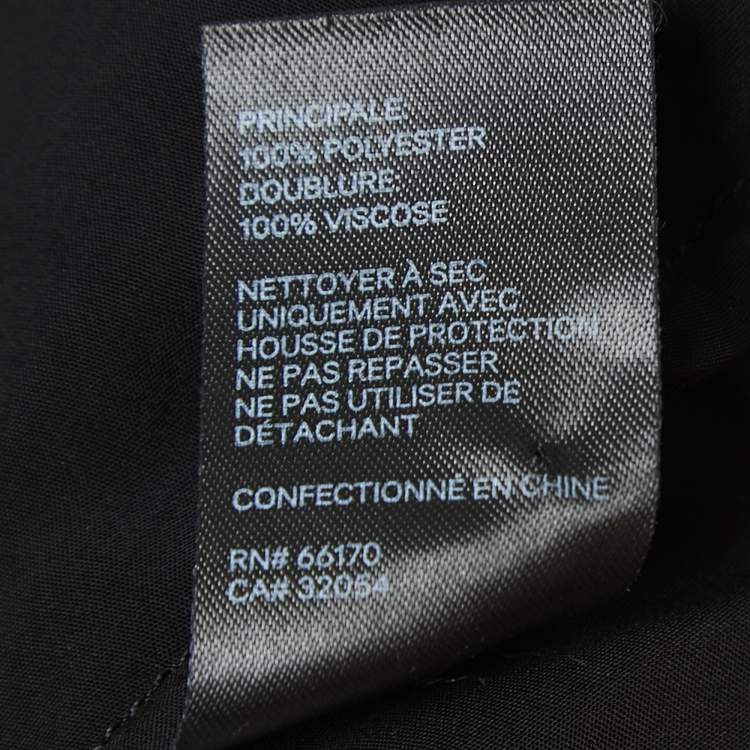 PRINCIPALE
100% POLYESTER
DOUBLURE
100% VISCOSE
NETTOYER À SEC
UNIQUEMENT AVEC
HOUSSE DE PROTECTION
NE PAS REPASSER
NE PAS UTILISER DE
DÉTACHANT
CONFECTIONNÉ EN CHINE
RN# 66170
CA# 32054